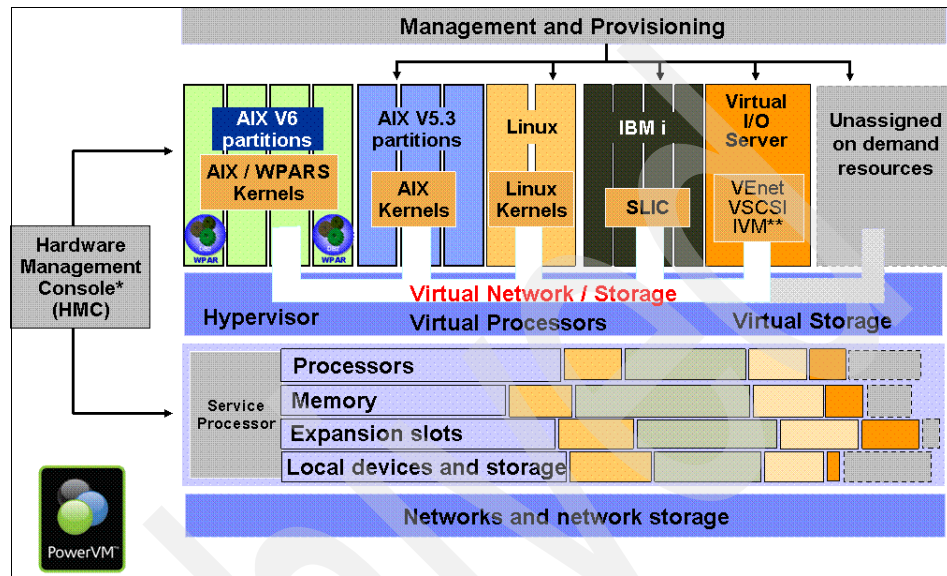 Management and Provisioning
AIX V6
partitions
AIX / WPARS
Kernels
WPAR
WPAR
AIX V5.3
partitions
AIX
Kernels
Linux
Linux
Kernels
IBM i
SLIC
Virtual
I/O
Server
VEnet
VSCSI
IVM**
Unassigned
on demand
resources
Hardware
Management
Console*
(HMC)
Virtual Network / Storage
Hypervisor
Virtual Processors
Virtual Storage
Service
Processor
Processors
Memory
Expansion slots
Local devices and storage
Networks and network storage
PowerVM™